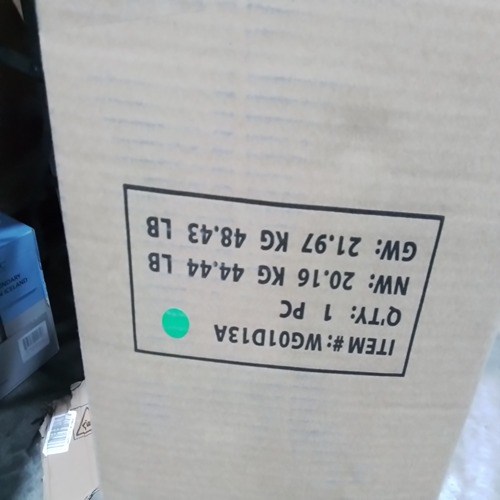 ITEM#:WG01D13A
Q'TY: 1 PC
NW: 20.16 KG 44.44 LB
GW: 21.97 KG 48.43 LB